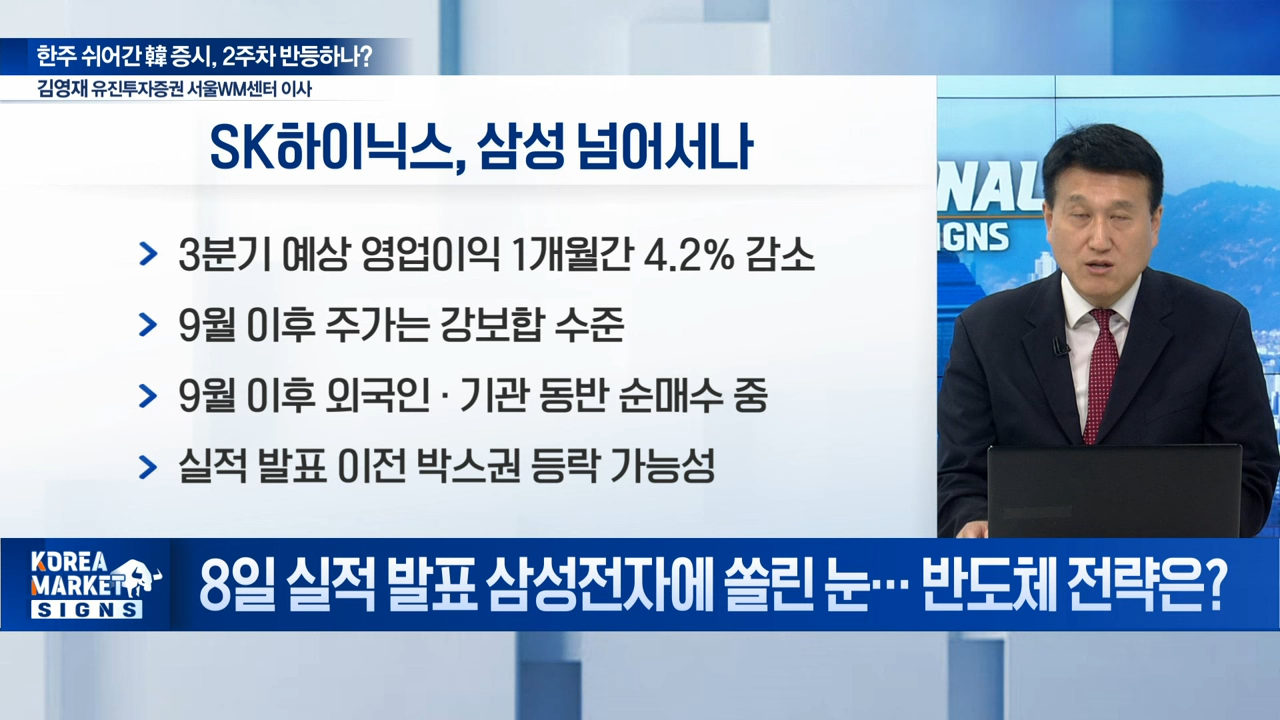 한주 쉬어간 韓 증시, 2주차 반등하나?
김영재 유진투자증권 서울WM센터 이사
SK하이닉스, 삼성 넘어서나
3분기 예상 영업이익 1개월간 4.2% 감소
9월 이후 주가는 강보합 수준
9월 이후 외국인·기관 동반 순매수 중
실적 발표 이전 박스권 등락 가능성
NAL
IGNS
KOREA
MARKET
SIGNS
8일 실적 발표 삼성전자에 쏠린 눈… 반도체 전략은?